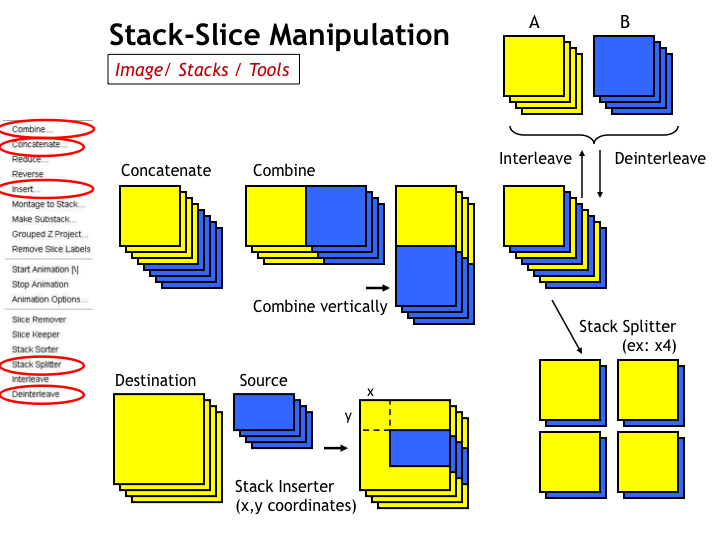 Stack-Slice Manipulation
Image/ Stacks / Tools
A
B
Combine...
Concatenate...
Reduce...
Reverse
Insert...
Montage to Stack...
Make Substack...
Grouped Z Project...
Remove Slice Labels
Start Animation [\]
Stop Animation
Animation Options...
Slice Remover
Slice Keeper
Stack Sorter
Stack Splitter
Interleave
Deinterleave
Concatenate
Combine
Combine vertically
Interleave
Deinterleave
Stack Splitter
(ex: x4)
Destination
Source
x
y
Stack Inserter
(x,y coordinates)